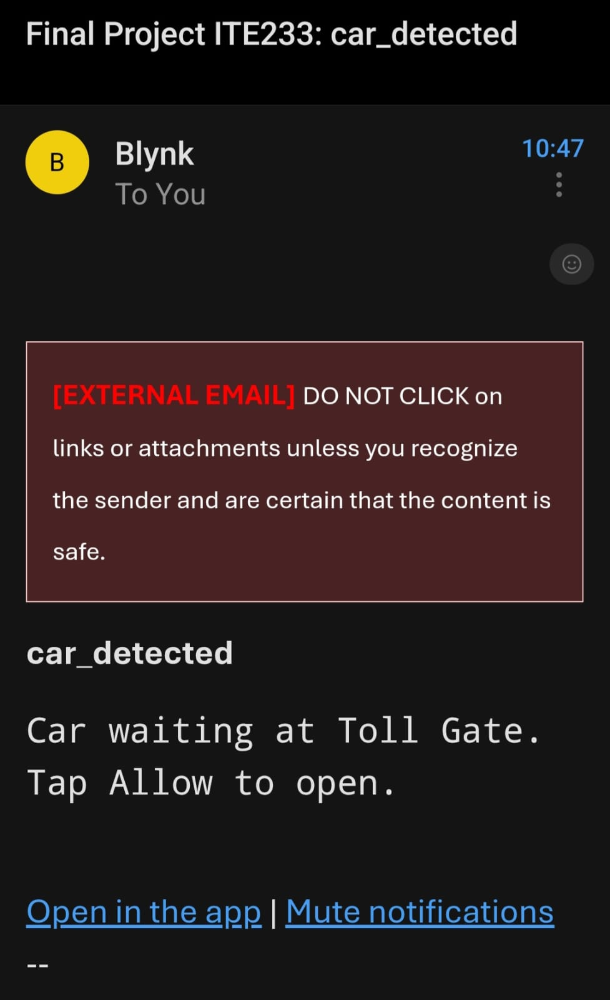 Final Project ITE233: car_detected
B
Blynk
10:47
To You
[EXTERNAL EMAIL] DO NOT CLICK on
links or attachments unless you recognize
the sender and are certain that the content is
safe.
car_detected
Car waiting at Toll Gate.
Tap Allow to open.
Open in the app | Mute notifications
--